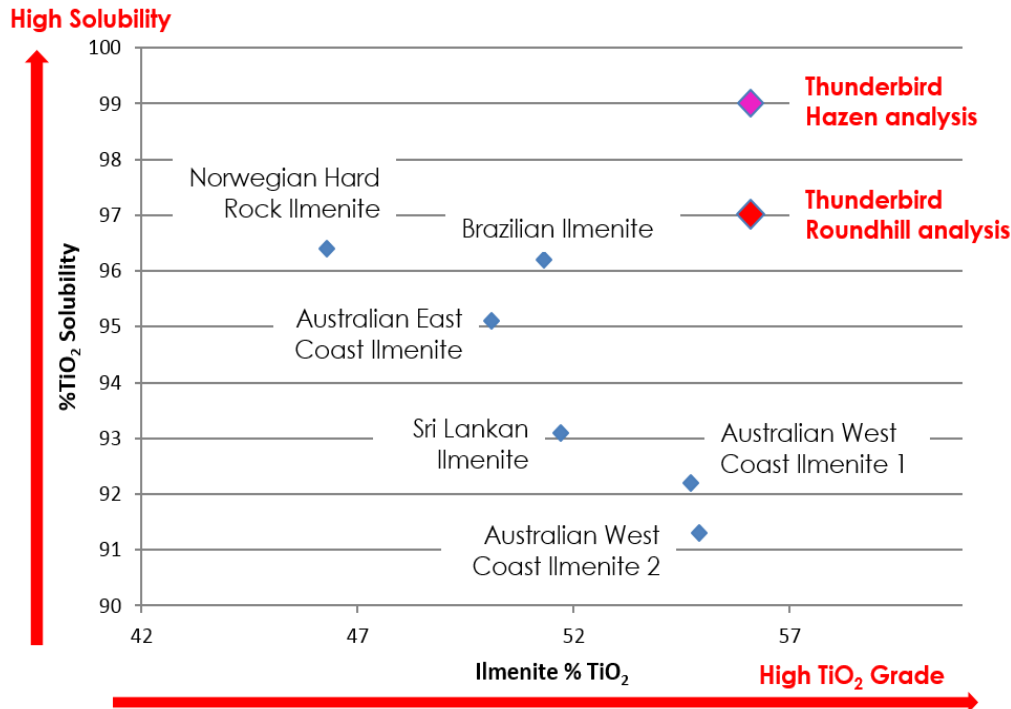 High Solubility
100
99
98
97
96
95
94
93
92
91
90
%TiO₂ Solubility
Thunderbird
Hazen analysis
Norwegian Hard
Rock Ilmenite
Thunderbird
Roundhill analysis
Brazilian Ilmenite
Australian East
Coast Ilmenite
Sri Lankan
Ilmenite
Australian West
Coast Ilmenite 1
Australian West
Coast Ilmenite 2
42
47
52
57
Ilmenite % TiO₂
High TiO₂ Grade